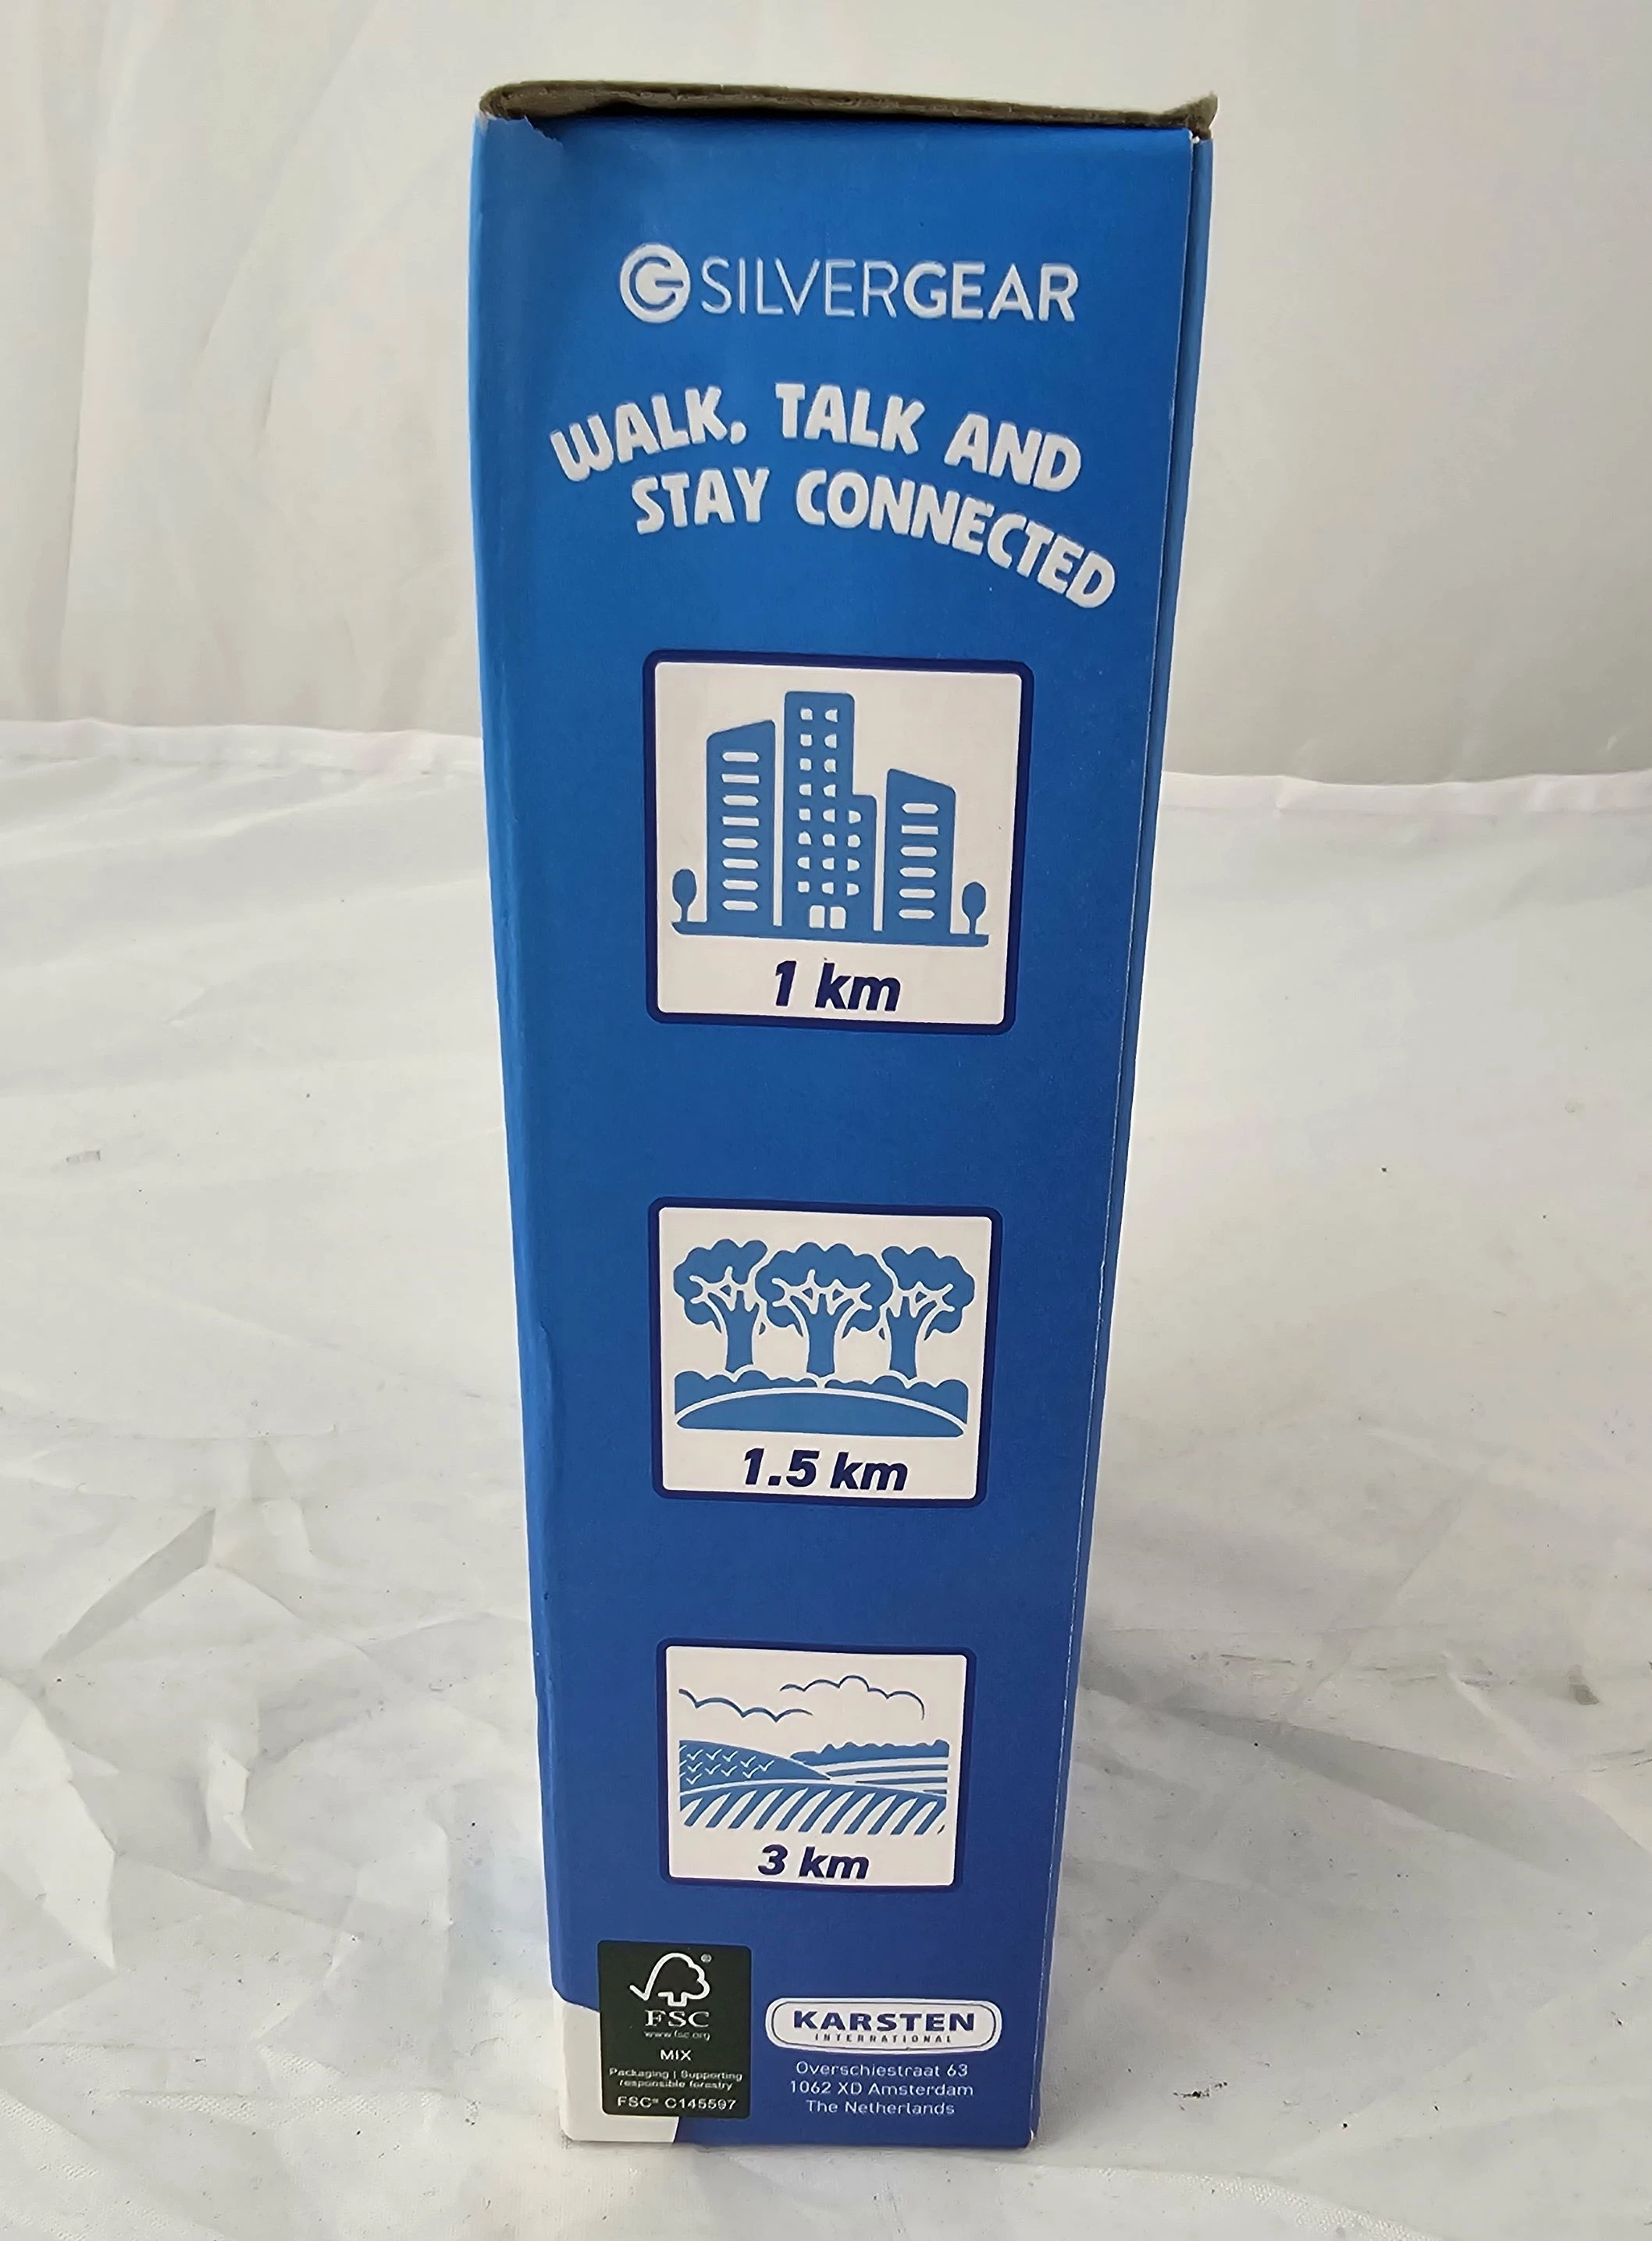 SILVERGEAR
WALK, TALK AND
STAY CONNECTED
1 km
1.5 km
3 km
FSC®
www.fsc.org
MIX
Packaging | Supporting
responsible forestry
FSC® C145597
KARSTEN
INTERNATIONAL
Overschiestraat 63
1062 XD Amsterdam
The Netherlands